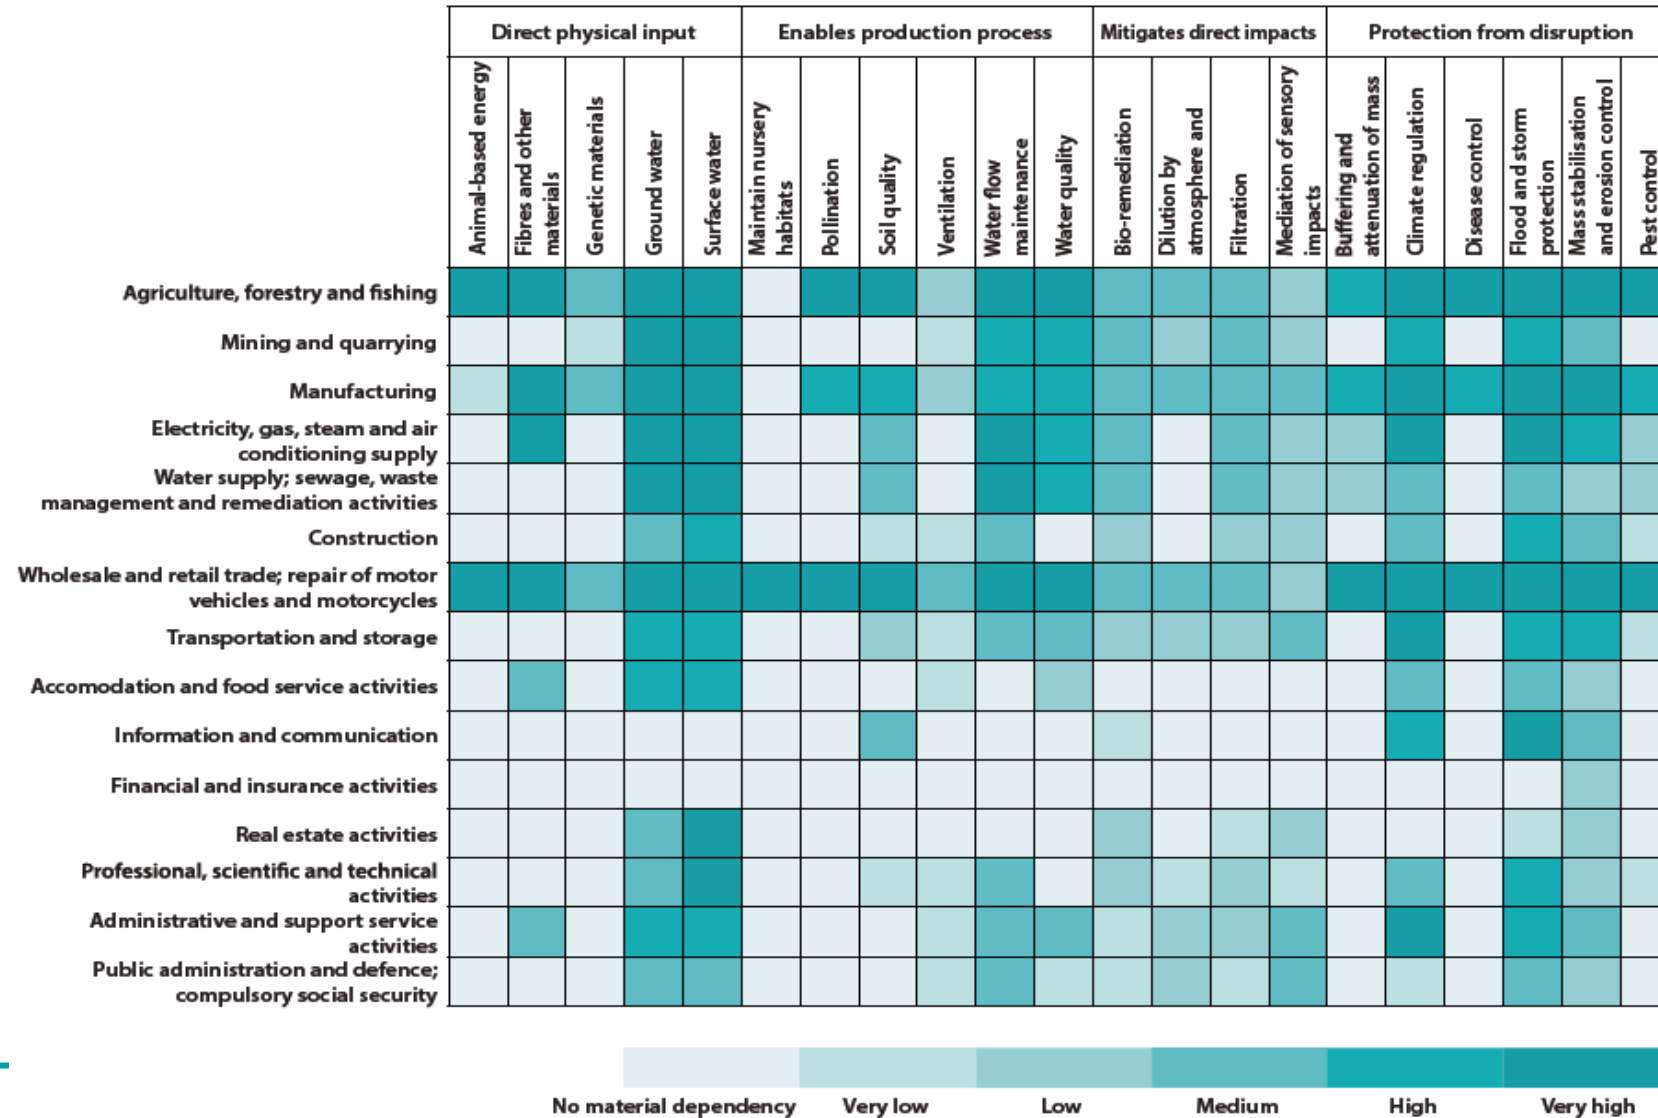 Direct physical input
Enables production process
Mitigates direct impacts
Protection from disruption
Animal-based energy
Fibres and other
materials
Genetic materials
Ground water
Surface water
Maintain nursery
habitats
Pollination
Soil quality
Ventilation
Water flow
maintenance
Water quality
Bio-remediation
Dilution by
atmosphere and
Filtration
Mediation of sensory
impacts
Buffering and
attenuation of mass
Climate regulation
Disease control
Flood and storm
protection
Mass stabilisation
and erosion control
Pest control
Agriculture, forestry and fishing
Mining and quarrying
Manufacturing
Electricity, gas, steam and air
conditioning supply
Water supply; sewage, waste
management and remediation activities
Construction
Wholesale and retail trade; repair of motor
vehicles and motorcycles
Transportation and storage
Accomodation and food service activities
Information and communication
Financial and insurance activities
Real estate activities
Professional, scientific and technical
activities
Administrative and support service
activities
Public administration and defence;
compulsory social security
No material dependency
Very low
Low
Medium
High
Very high